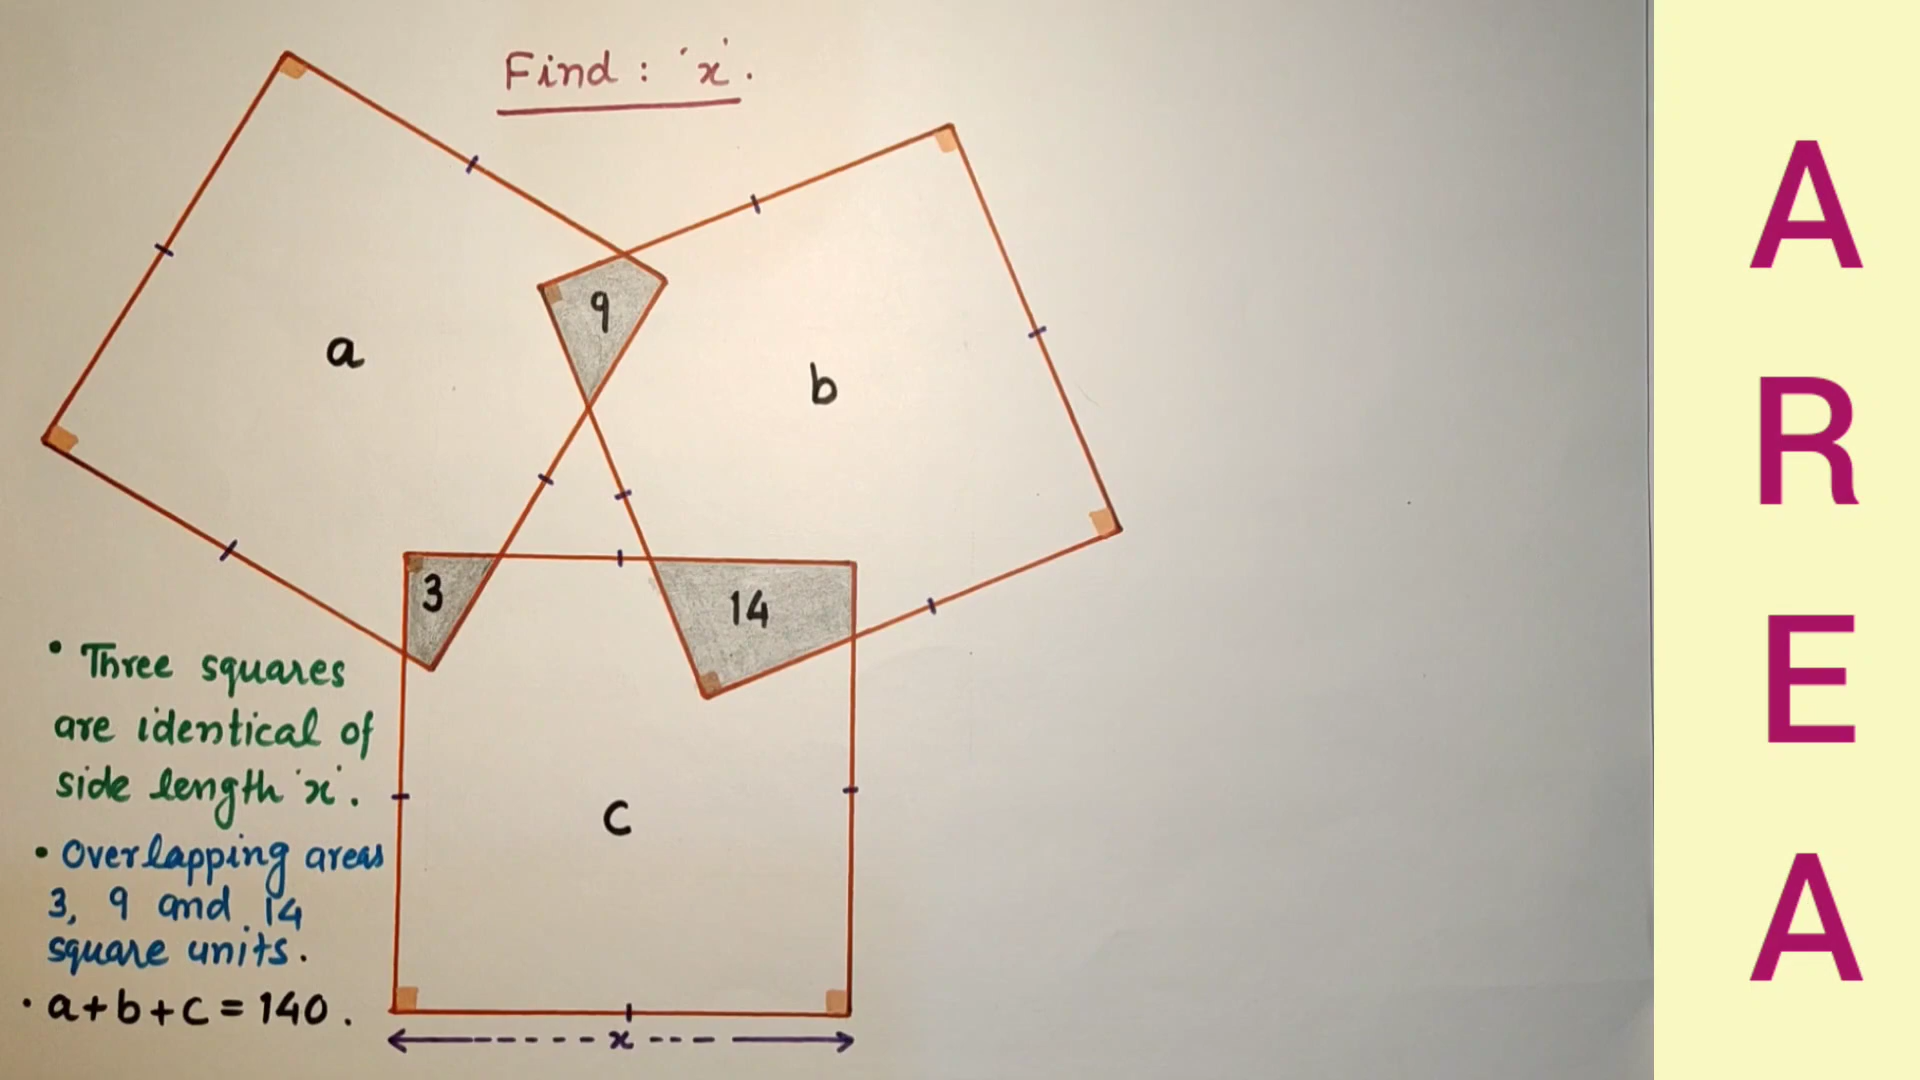 Find : 'x'.
a
9
b
3
14
c
• Three squares
are identical of
side length 'x'.
• Overlapping areas
3, 9 and 14
square units.
• a+b+c = 140.
x
A
R
E
A